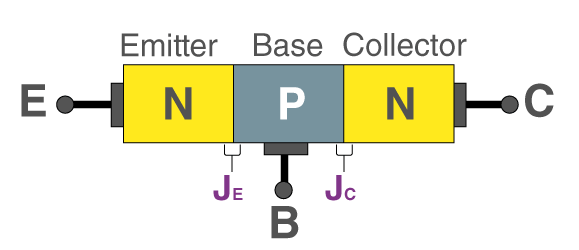 Emitter Base Collector
E N P N C
JE JC
B